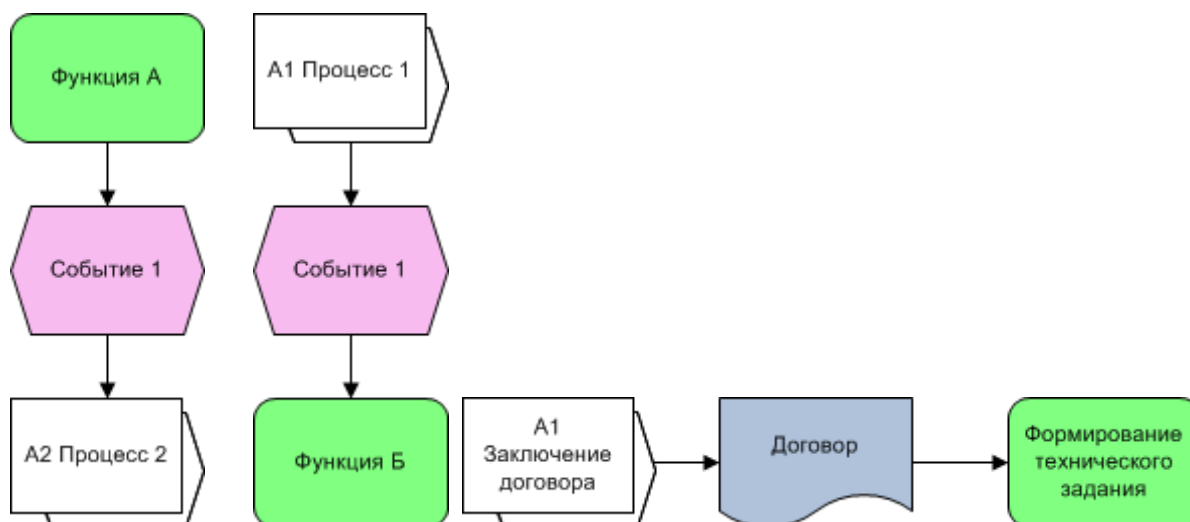 Функция А
А1 Процесс 1
Событие 1
Событие 1
А2 Процесс 2
Функция Б
А1
Заключение
договора
Договор
Формирование
технического
задания